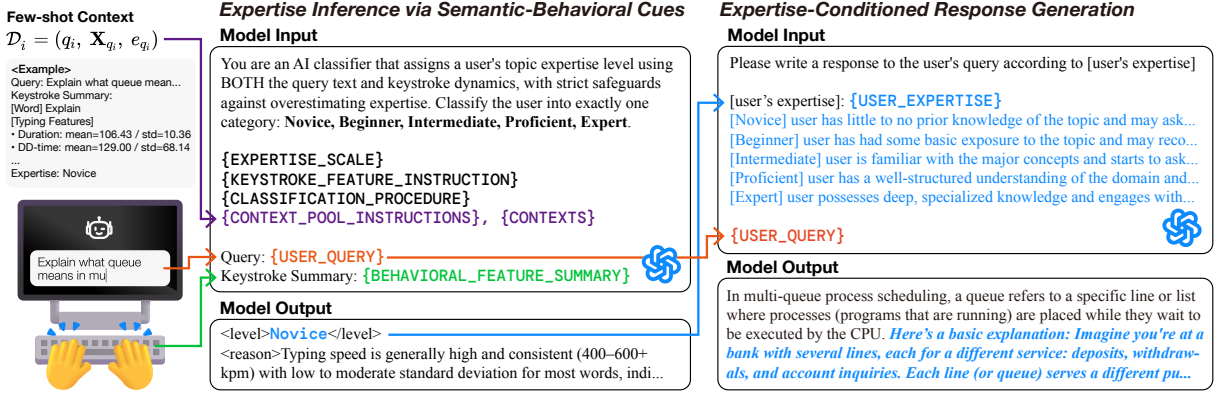 Few-shot Context
𝒟ᵢ = (qᵢ, 𝐗_qᵢ, e_qᵢ)
<Example>
Query: Explain what queue mean...
Keystroke Summary:
[Word] Explain
[Typing Features]
• Duration: mean=106.43 / std=10.36
• DD-time: mean=129.00 / std=68.14
...
Expertise: Novice
Explain what queue
means in mu
Expertise Inference via Semantic-Behavioral Cues
Model Input
You are an AI classifier that assigns a user's topic expertise level using
BOTH the query text and keystroke dynamics, with strict safeguards
against overestimating expertise. Classify the user into exactly one
category: Novice, Beginner, Intermediate, Proficient, Expert.
{EXPERTISE_SCALE}
{KEYSTROKE_FEATURE_INSTRUCTION}
{CLASSIFICATION_PROCEDURE}
{CONTEXT_POOL_INSTRUCTIONS}, {CONTEXTS}
Query: {USER_QUERY}
Keystroke Summary: {BEHAVIORAL_FEATURE_SUMMARY}
Model Output
<level>Novice</level>
<reason>Typing speed is generally high and consistent (400–600+
kpm) with low to moderate standard deviation for most words, indi...
Expertise-Conditioned Response Generation
Model Input
Please write a response to the user's query according to [user's expertise]
[user's expertise]: {USER_EXPERTISE}
[Novice] user has little to no prior knowledge of the topic and may ask...
[Beginner] user has had some basic exposure to the topic and may reco...
[Intermediate] user is familiar with the major concepts and starts to ask...
[Proficient] user has a well-structured understanding of the domain and...
[Expert] user possesses deep, specialized knowledge and engages with...
{USER_QUERY}
Model Output
In multi-queue process scheduling, a queue refers to a specific line or list
where processes (programs that are running) are placed while they wait to
be executed by the CPU. Here's a basic explanation: Imagine you're at a
bank with several lines, each for a different service: deposits, withdraw-
als, and account inquiries. Each line (or queue) serves a different pu...